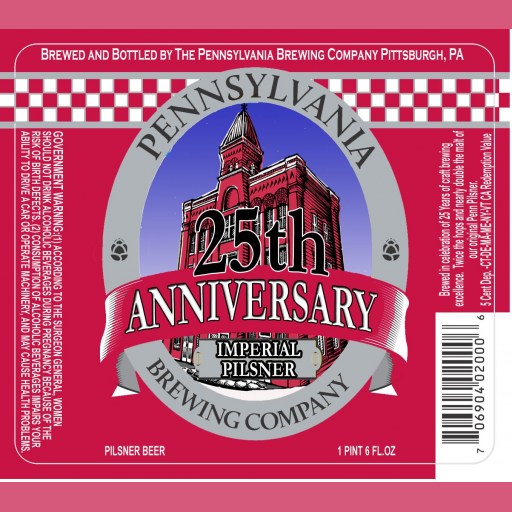 BREWED AND BOTTLED BY THE PENNSYLVANIA BREWING COMPANY PITTSBURGH, PA
PENNSYLVANIA
25th
ANNIVERSARY
IMPERIAL
PILSNER
BREWING COMPANY
PILSNER BEER
1 PINT 6 FL.OZ
GOVERNMENT WARNING: (1) ACCORDING TO THE SURGEON GENERAL, WOMEN
SHOULD NOT DRINK ALCOHOLIC BEVERAGES DURING PREGNANCY BECAUSE OF THE
RISK OF BIRTH DEFECTS. (2) CONSUMPTION OF ALCOHOLIC BEVERAGES IMPAIRS YOUR
ABILITY TO DRIVE A CAR OR OPERATE MACHINERY, AND MAY CAUSE HEALTH PROBLEMS.
Brewed in celebration of 25 Years of craft brewing
excellence. Twice the hops and nearly double the malt of
our original Penn Pilsner.
5 Cent Dep. CT-DE-MA-ME-NY-VT CA Redemption Value
7 06904 02000 6